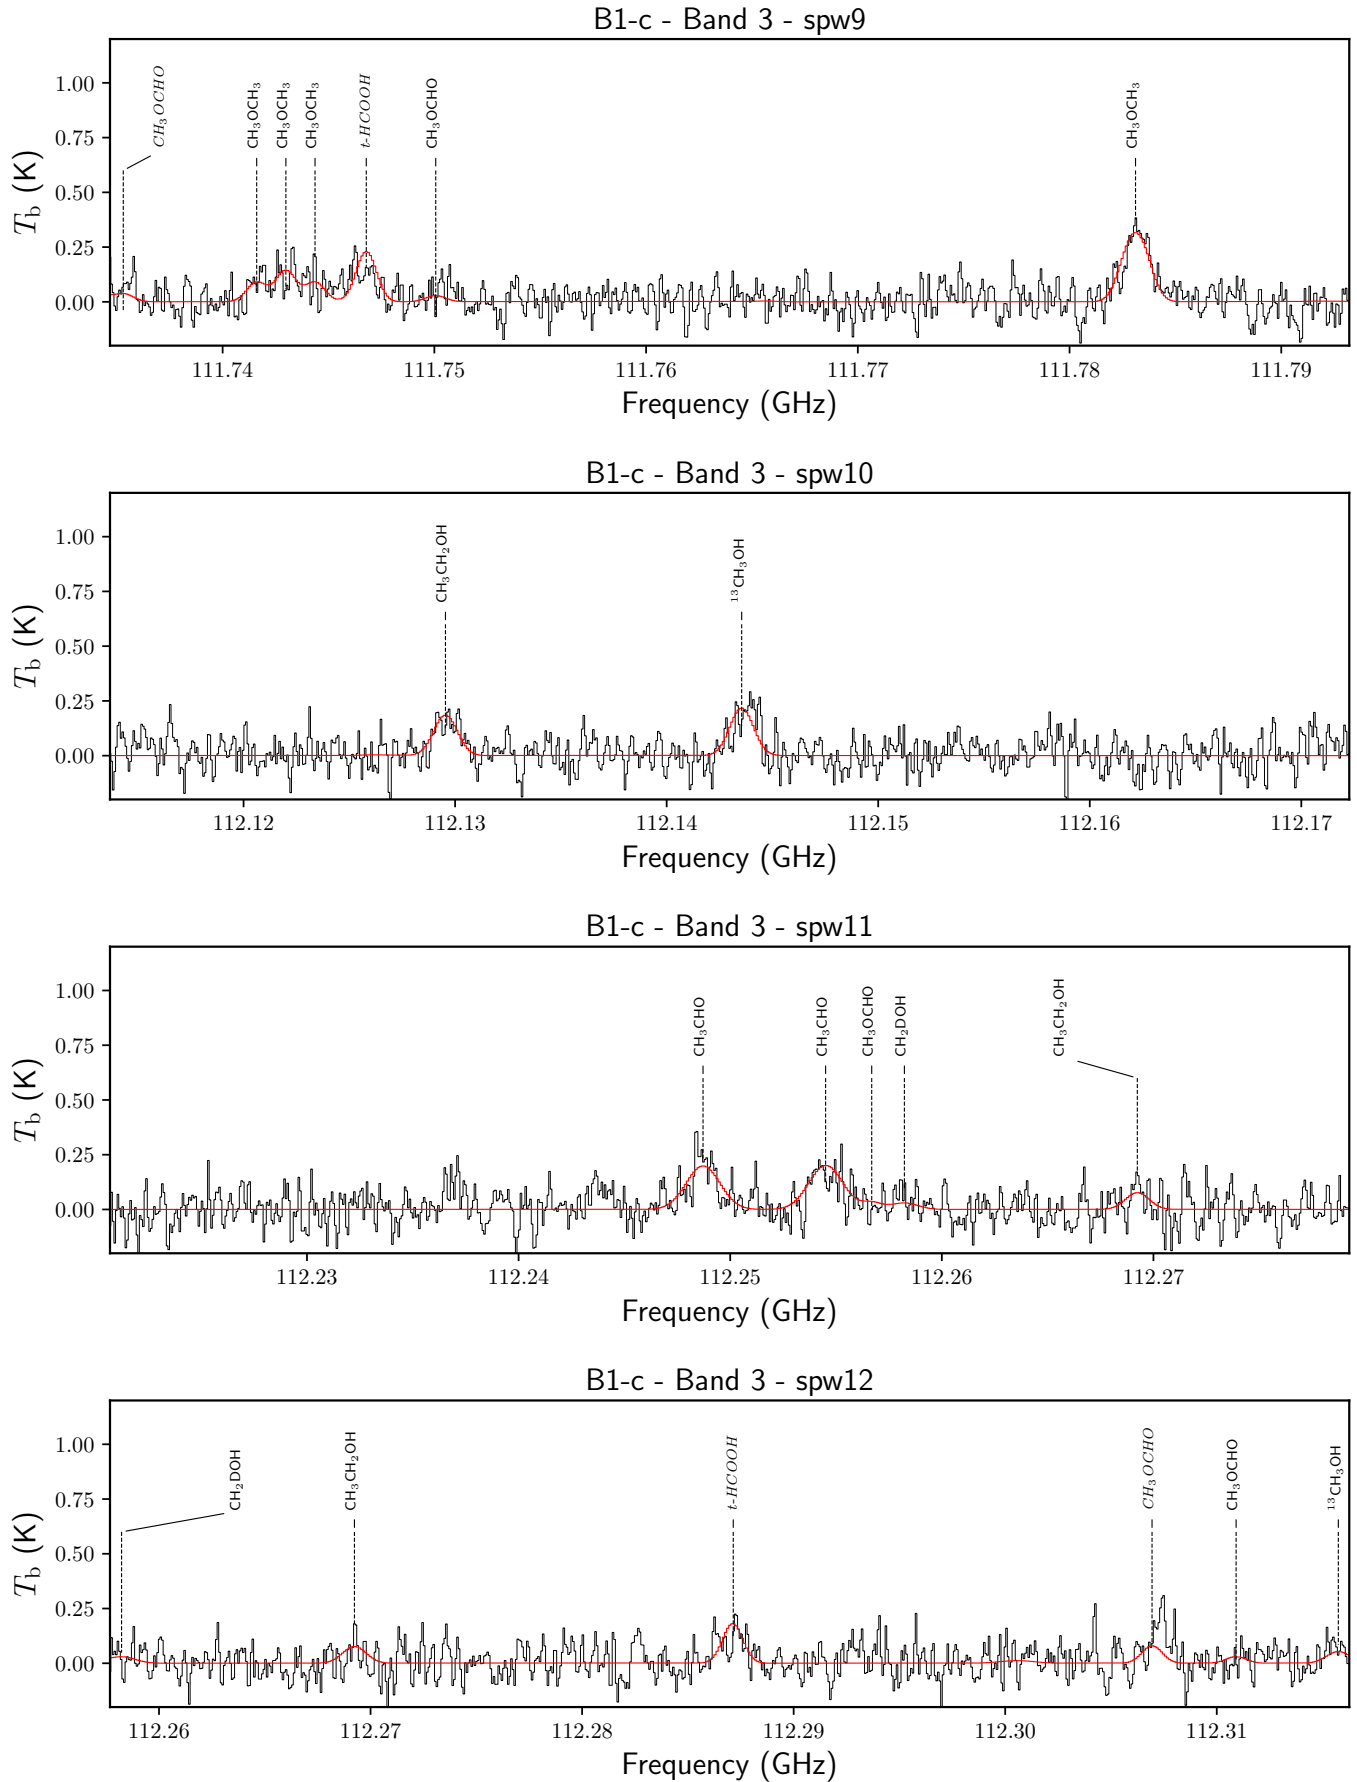 B1-c - Band 3 - spw9
CH₃OCHO CH₃OCH₃ CH₃OCH₃ CH₃OCH₃ t-HCOOH CH₃OCHO CH₃OCH₃
1.00
0.75
0.50
0.25
0.00
T_b (K)
111.74 111.75 111.76 111.77 111.78 111.79
Frequency (GHz)
B1-c - Band 3 - spw10
CH₃CH₂OH ¹³CH₃OH
1.00
0.75
0.50
0.25
0.00
T_b (K)
112.12 112.13 112.14 112.15 112.16 112.17
Frequency (GHz)
B1-c - Band 3 - spw11
CH₃CHO CH₃CHO CH₃OCHO CH₂DOH CH₃CH₂OH
1.00
0.75
0.50
0.25
0.00
T_b (K)
112.23 112.24 112.25 112.26 112.27
Frequency (GHz)
B1-c - Band 3 - spw12
CH₂DOH CH₃CH₂OH t-HCOOH CH₃OCHO CH₃OCHO ¹³CH₃OH
1.00
0.75
0.50
0.25
0.00
T_b (K)
112.26 112.27 112.28 112.29 112.30 112.31
Frequency (GHz)